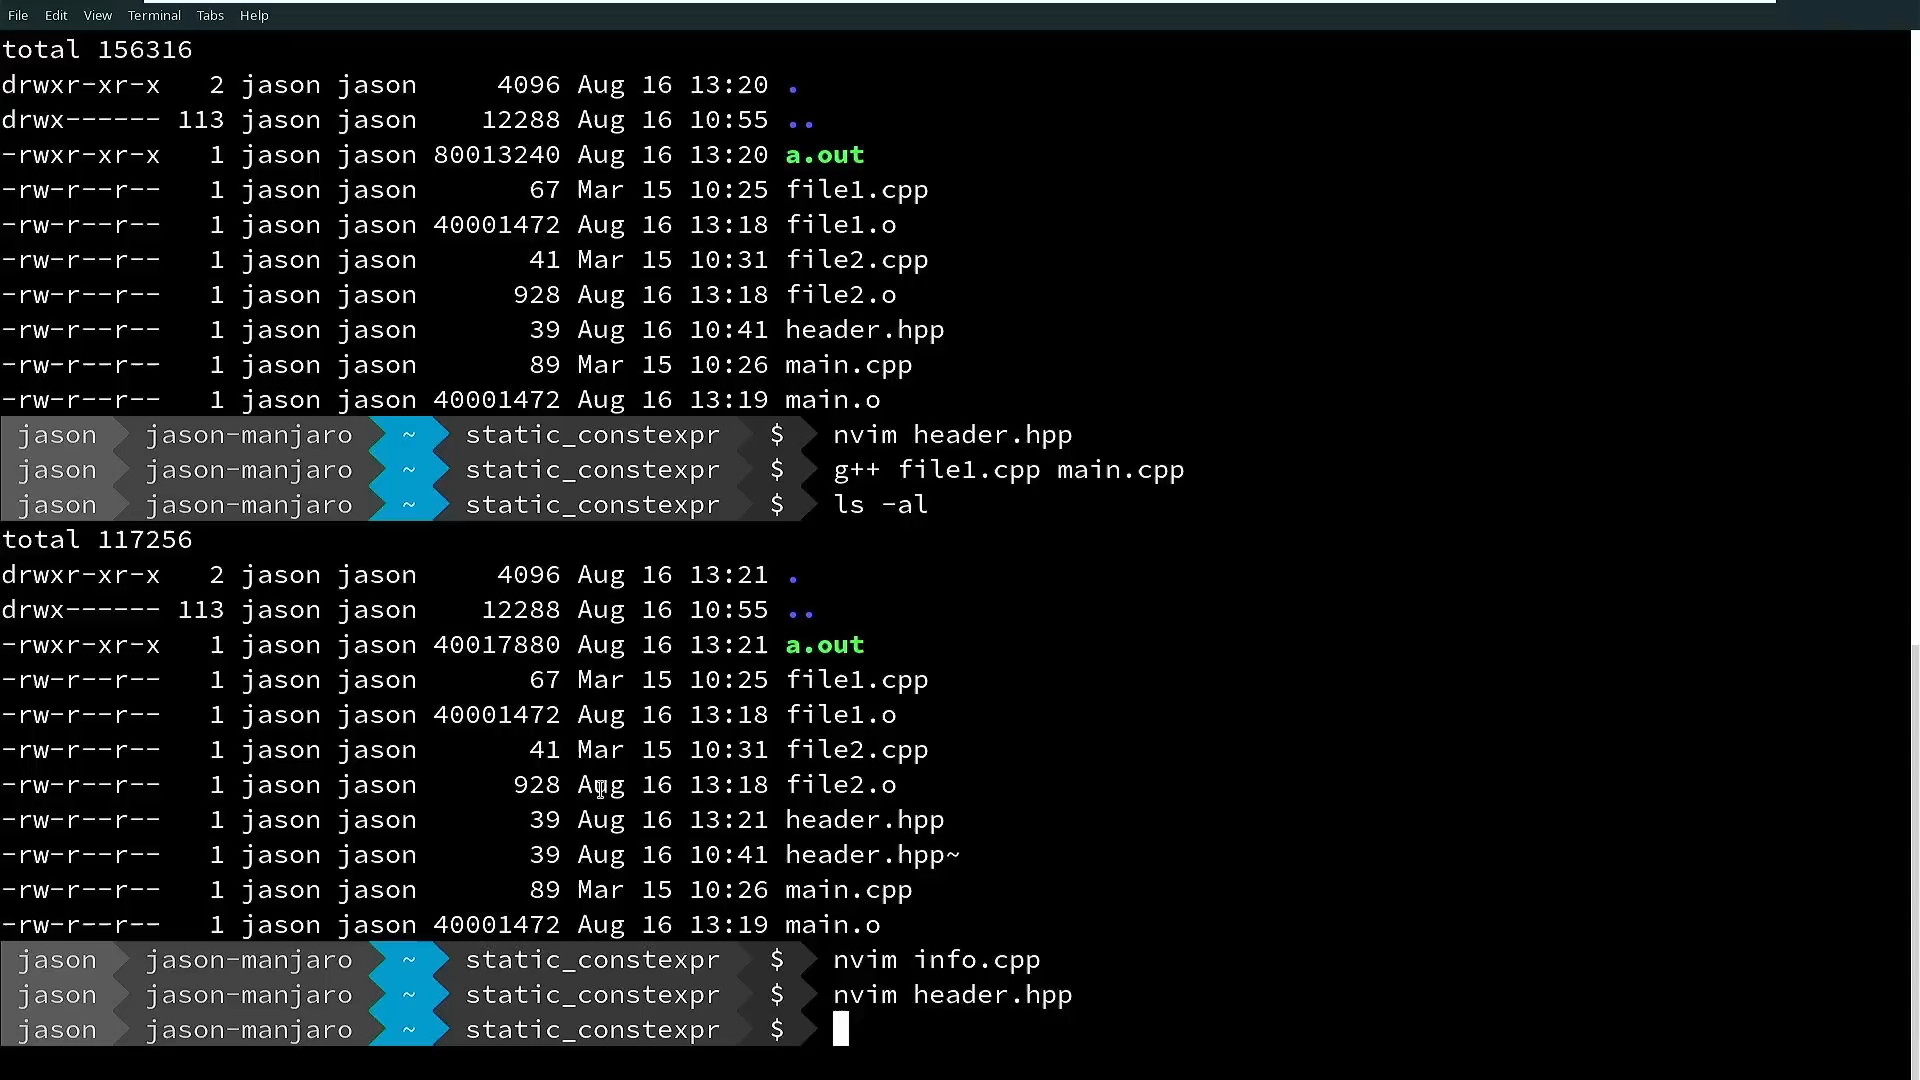 File Edit View Terminal Tabs Help
total 156316
drwxr-xr-x 2 jason jason 4096 Aug 16 13:20 .
drwx------ 113 jason jason 12288 Aug 16 10:55 ..
-rwxr-xr-x 1 jason jason 80013240 Aug 16 13:20 a.out
-rw-r--r-- 1 jason jason 67 Mar 15 10:25 file1.cpp
-rw-r--r-- 1 jason jason 40001472 Aug 16 13:18 file1.o
-rw-r--r-- 1 jason jason 41 Mar 15 10:31 file2.cpp
-rw-r--r-- 1 jason jason 928 Aug 16 13:18 file2.o
-rw-r--r-- 1 jason jason 39 Aug 16 10:41 header.hpp
-rw-r--r-- 1 jason jason 89 Mar 15 10:26 main.cpp
-rw-r--r-- 1 jason jason 40001472 Aug 16 13:19 main.o
jason jason-manjaro ~ static_constexpr $ nvim header.hpp
jason jason-manjaro ~ static_constexpr $ g++ file1.cpp main.cpp
jason jason-manjaro ~ static_constexpr $ ls -al
total 117256
drwxr-xr-x 2 jason jason 4096 Aug 16 13:21 .
drwx------ 113 jason jason 12288 Aug 16 10:55 ..
-rwxr-xr-x 1 jason jason 40017880 Aug 16 13:21 a.out
-rw-r--r-- 1 jason jason 67 Mar 15 10:25 file1.cpp
-rw-r--r-- 1 jason jason 40001472 Aug 16 13:18 file1.o
-rw-r--r-- 1 jason jason 41 Mar 15 10:31 file2.cpp
-rw-r--r-- 1 jason jason 928 Aug 16 13:18 file2.o
-rw-r--r-- 1 jason jason 39 Aug 16 13:21 header.hpp
-rw-r--r-- 1 jason jason 39 Aug 16 10:41 header.hpp~
-rw-r--r-- 1 jason jason 89 Mar 15 10:26 main.cpp
-rw-r--r-- 1 jason jason 40001472 Aug 16 13:19 main.o
jason jason-manjaro ~ static_constexpr $ nvim info.cpp
jason jason-manjaro ~ static_constexpr $ nvim header.hpp
jason jason-manjaro ~ static_constexpr $